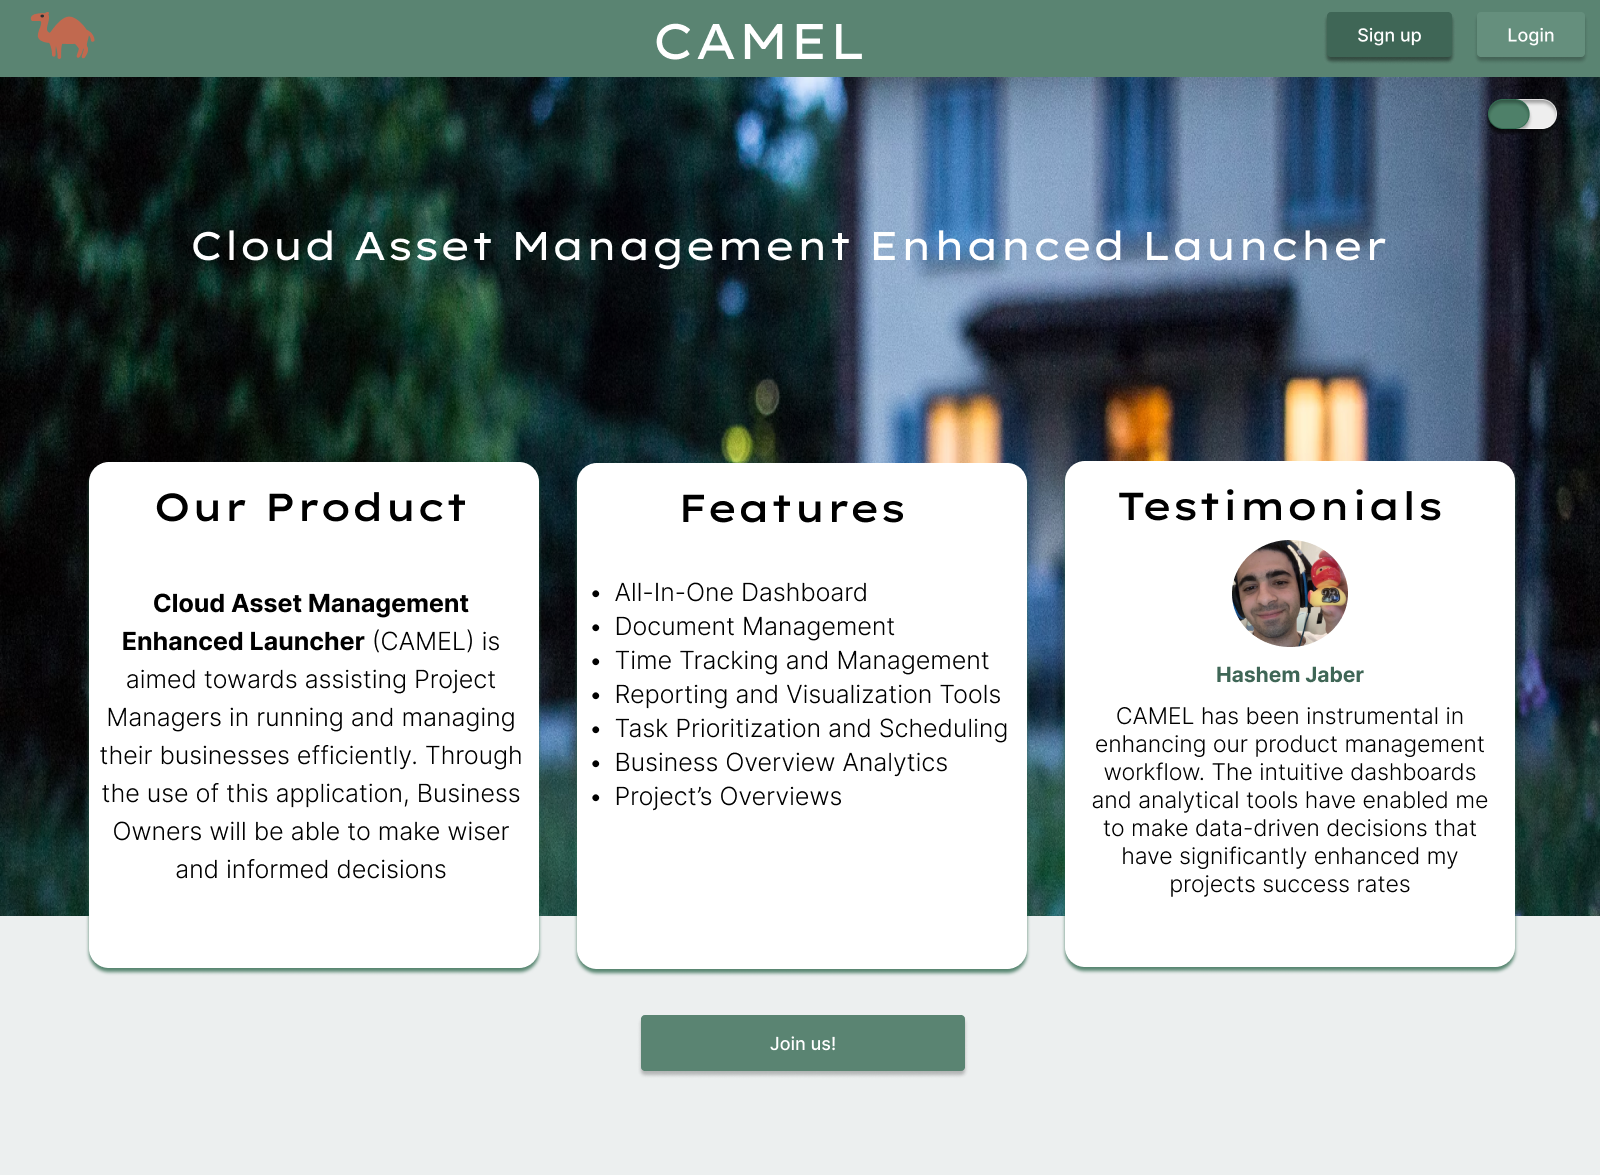 CAMEL
Sign up
Login
Cloud Asset Management Enhanced Launcher
Our Product
Cloud Asset Management
Enhanced Launcher (CAMEL) is
aimed towards assisting Project
Managers in running and managing
their businesses efficiently. Through
the use of this application, Business
Owners will be able to make wiser
and informed decisions
Features
• All-In-One Dashboard
• Document Management
• Time Tracking and Management
• Reporting and Visualization Tools
• Task Prioritization and Scheduling
• Business Overview Analytics
• Project’s Overviews
Testimonials
Hashem Jaber
CAMEL has been instrumental in
enhancing our product management
workflow. The intuitive dashboards
and analytical tools have enabled me
to make data-driven decisions that
have significantly enhanced my
projects success rates
Join us!